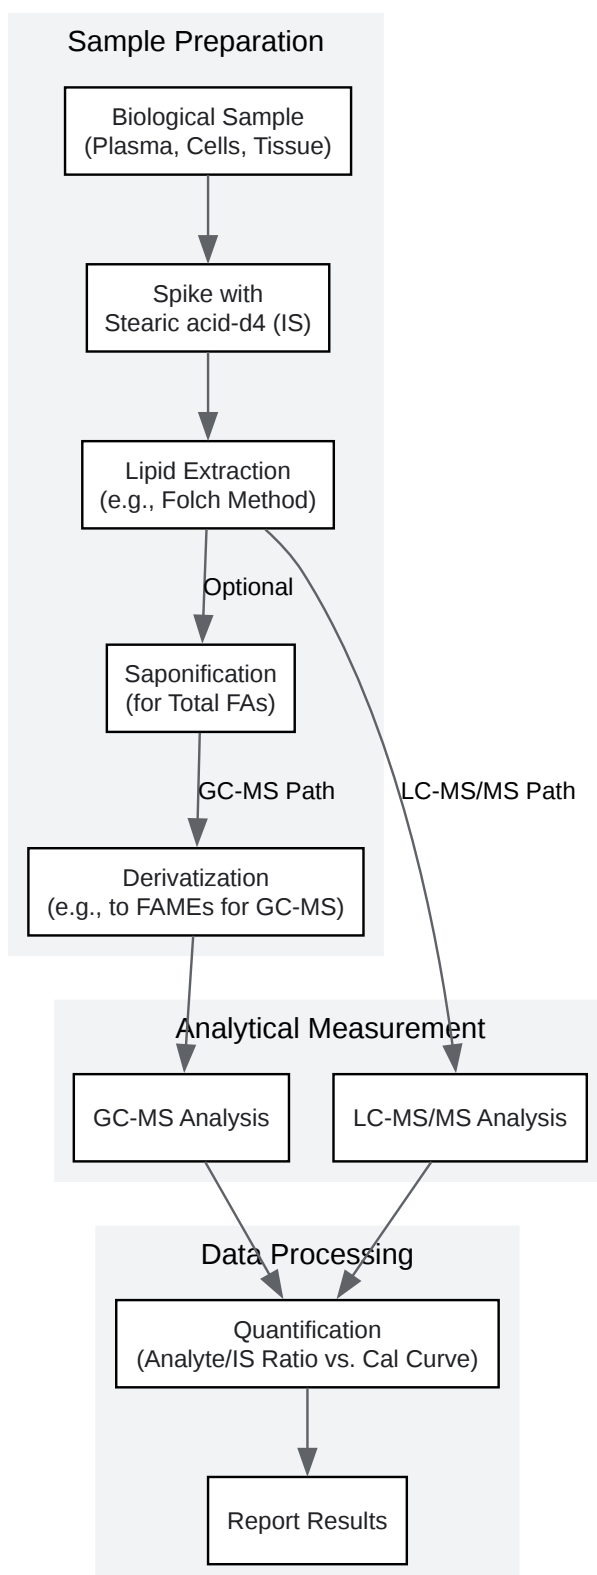 Sample Preparation
Biological Sample
(Plasma, Cells, Tissue)
Spike with
Stearic acid-d4 (IS)
Lipid Extraction
(e.g., Folch Method)
Optional
Saponification
(for Total FAs)
GC-MS Path
LC-MS/MS Path
Derivatization
(e.g., to FAMEs for GC-MS)
Analytical Measurement
GC-MS Analysis
LC-MS/MS Analysis
Data Processing
Quantification
(Analyte/IS Ratio vs. Cal Curve)
Report Results